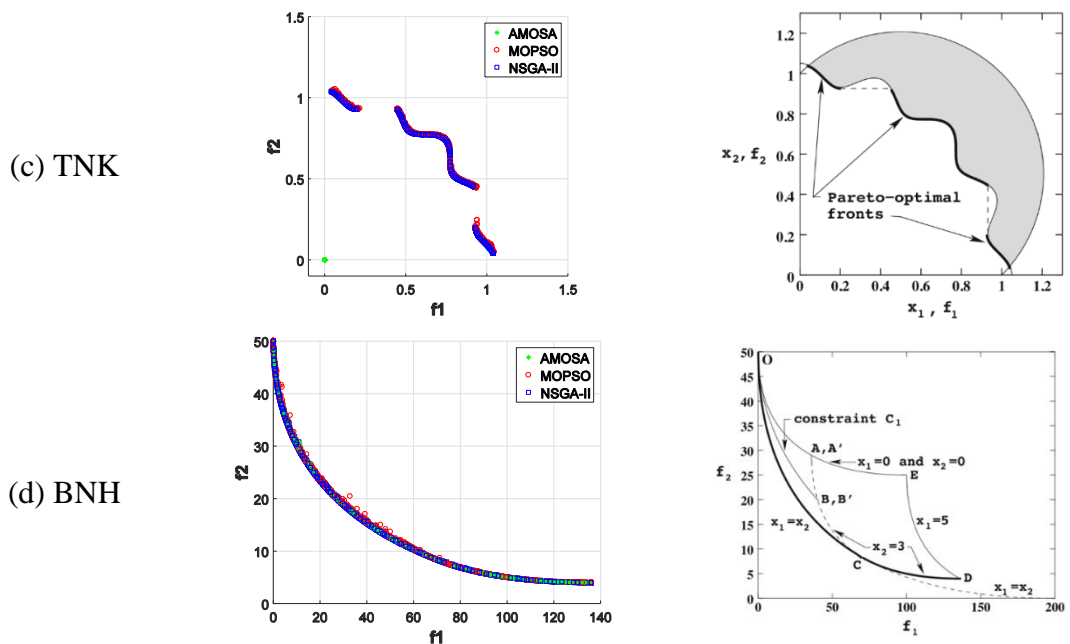 (c) TNK
1.5
1
0.5
0
f2
0
0.5
1
1.5
f1
AMOSA
MOPSO
NSGA-II
1.2
1
0.8
0.6
0.4
0.2
0
x2, f2
0
0.2
0.4
0.6
0.8
1
1.2
x1, f1
Pareto-optimal
fronts
(d) BNH
50
40
30
20
10
0
f2
0
20
40
60
80
100
120
140
f1
AMOSA
MOPSO
NSGA-II
50
45
40
35
30
25
20
15
10
5
0
f2
0
50
100
150
200
f1
O
constraint C1
A,A′
x1=0 and x2=0
E
B,B′
x1=5
x1=x2
x2=3
C
D
x1=x2